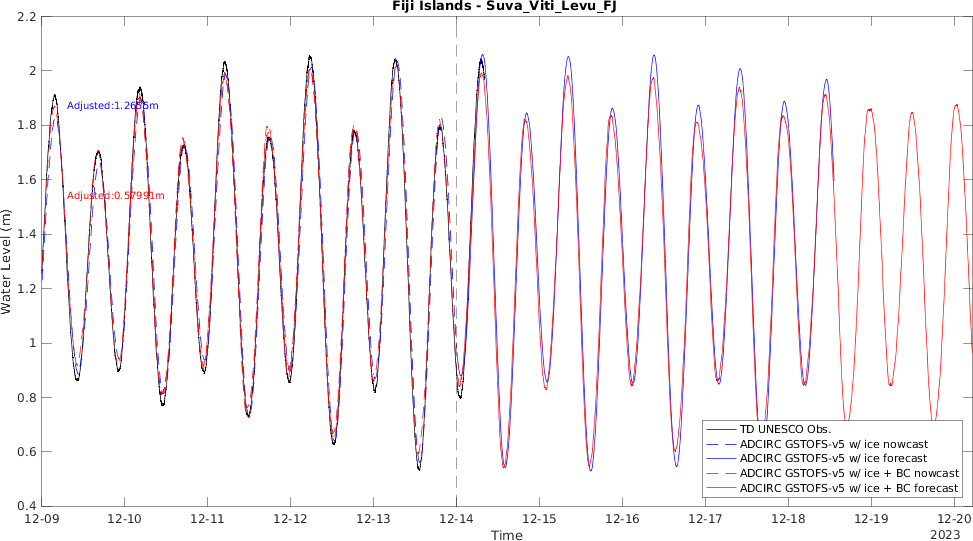 Fiji Islands - Suva_Viti_Levu_FJ
2.2
2
1.8
1.6
1.4
1.2
1
0.8
0.6
0.4
Water Level (m)
Adjusted:1.2655m
Adjusted:0.57991m
TD UNESCO Obs.
ADCIRC GSTOFS-v5 w/ ice nowcast
ADCIRC GSTOFS-v5 w/ ice forecast
ADCIRC GSTOFS-v5 w/ ice + BC nowcast
ADCIRC GSTOFS-v5 w/ ice + BC forecast
12-09 12-10 12-11 12-12 12-13 12-14 12-15 12-16 12-17 12-18 12-19 12-20
2023
Time